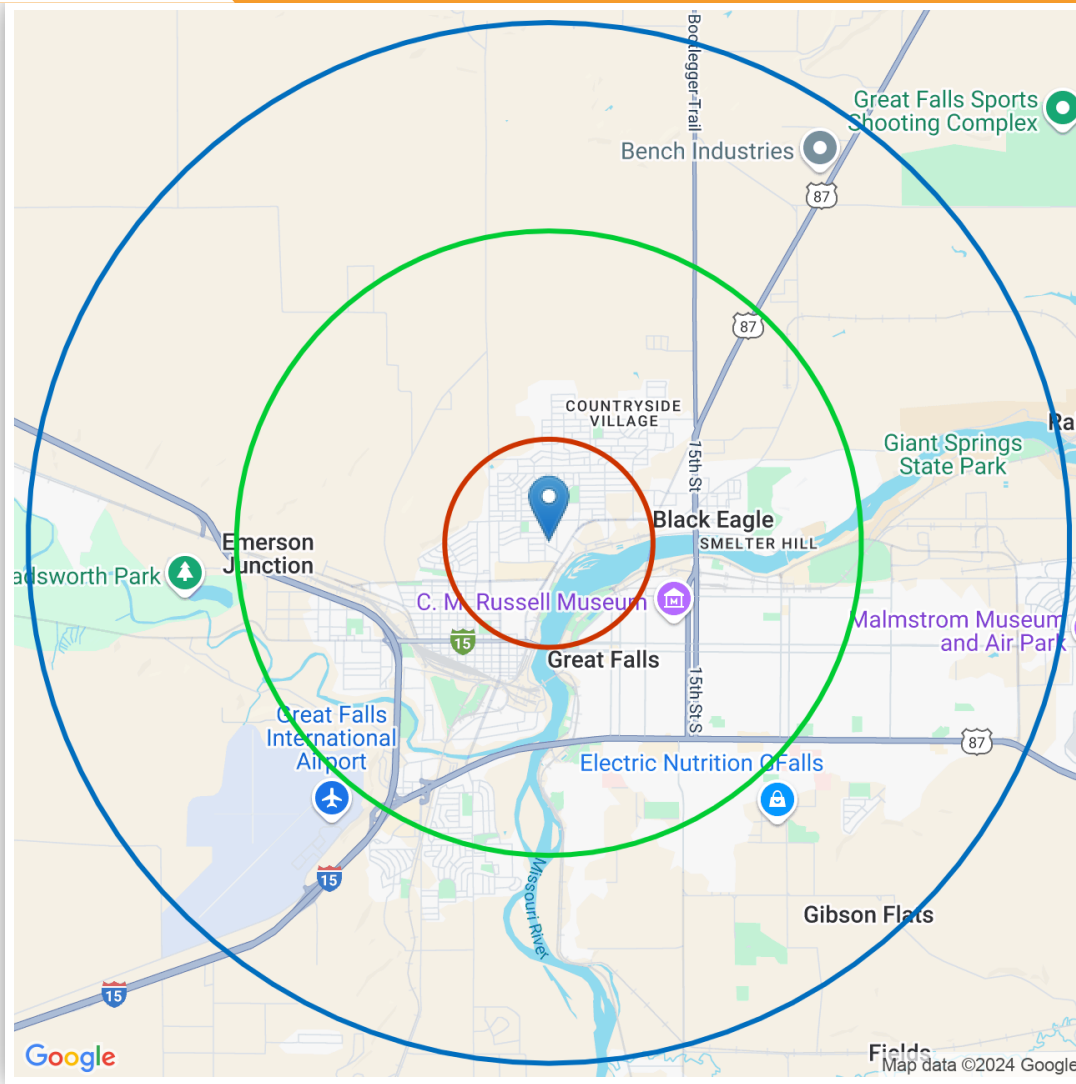 Bootlegger Trail
Great Falls Sports
Shooting Complex
Bench Industries
87
87
COUNTRYSIDE
VILLAGE
Ra
15th St
Giant Springs
State Park
Black Eagle
SMELTER HILL
Emerson
Junction
adsworth Park
C. M. Russell Museum
15
Malmstrom Museum
and Air Park
Great Falls
15th St S
Great Falls
International
Airport
87
Electric Nutrition GFalls
15
Missouri River
Gibson Flats
15
Google
Fields
Map data ©2024 Google